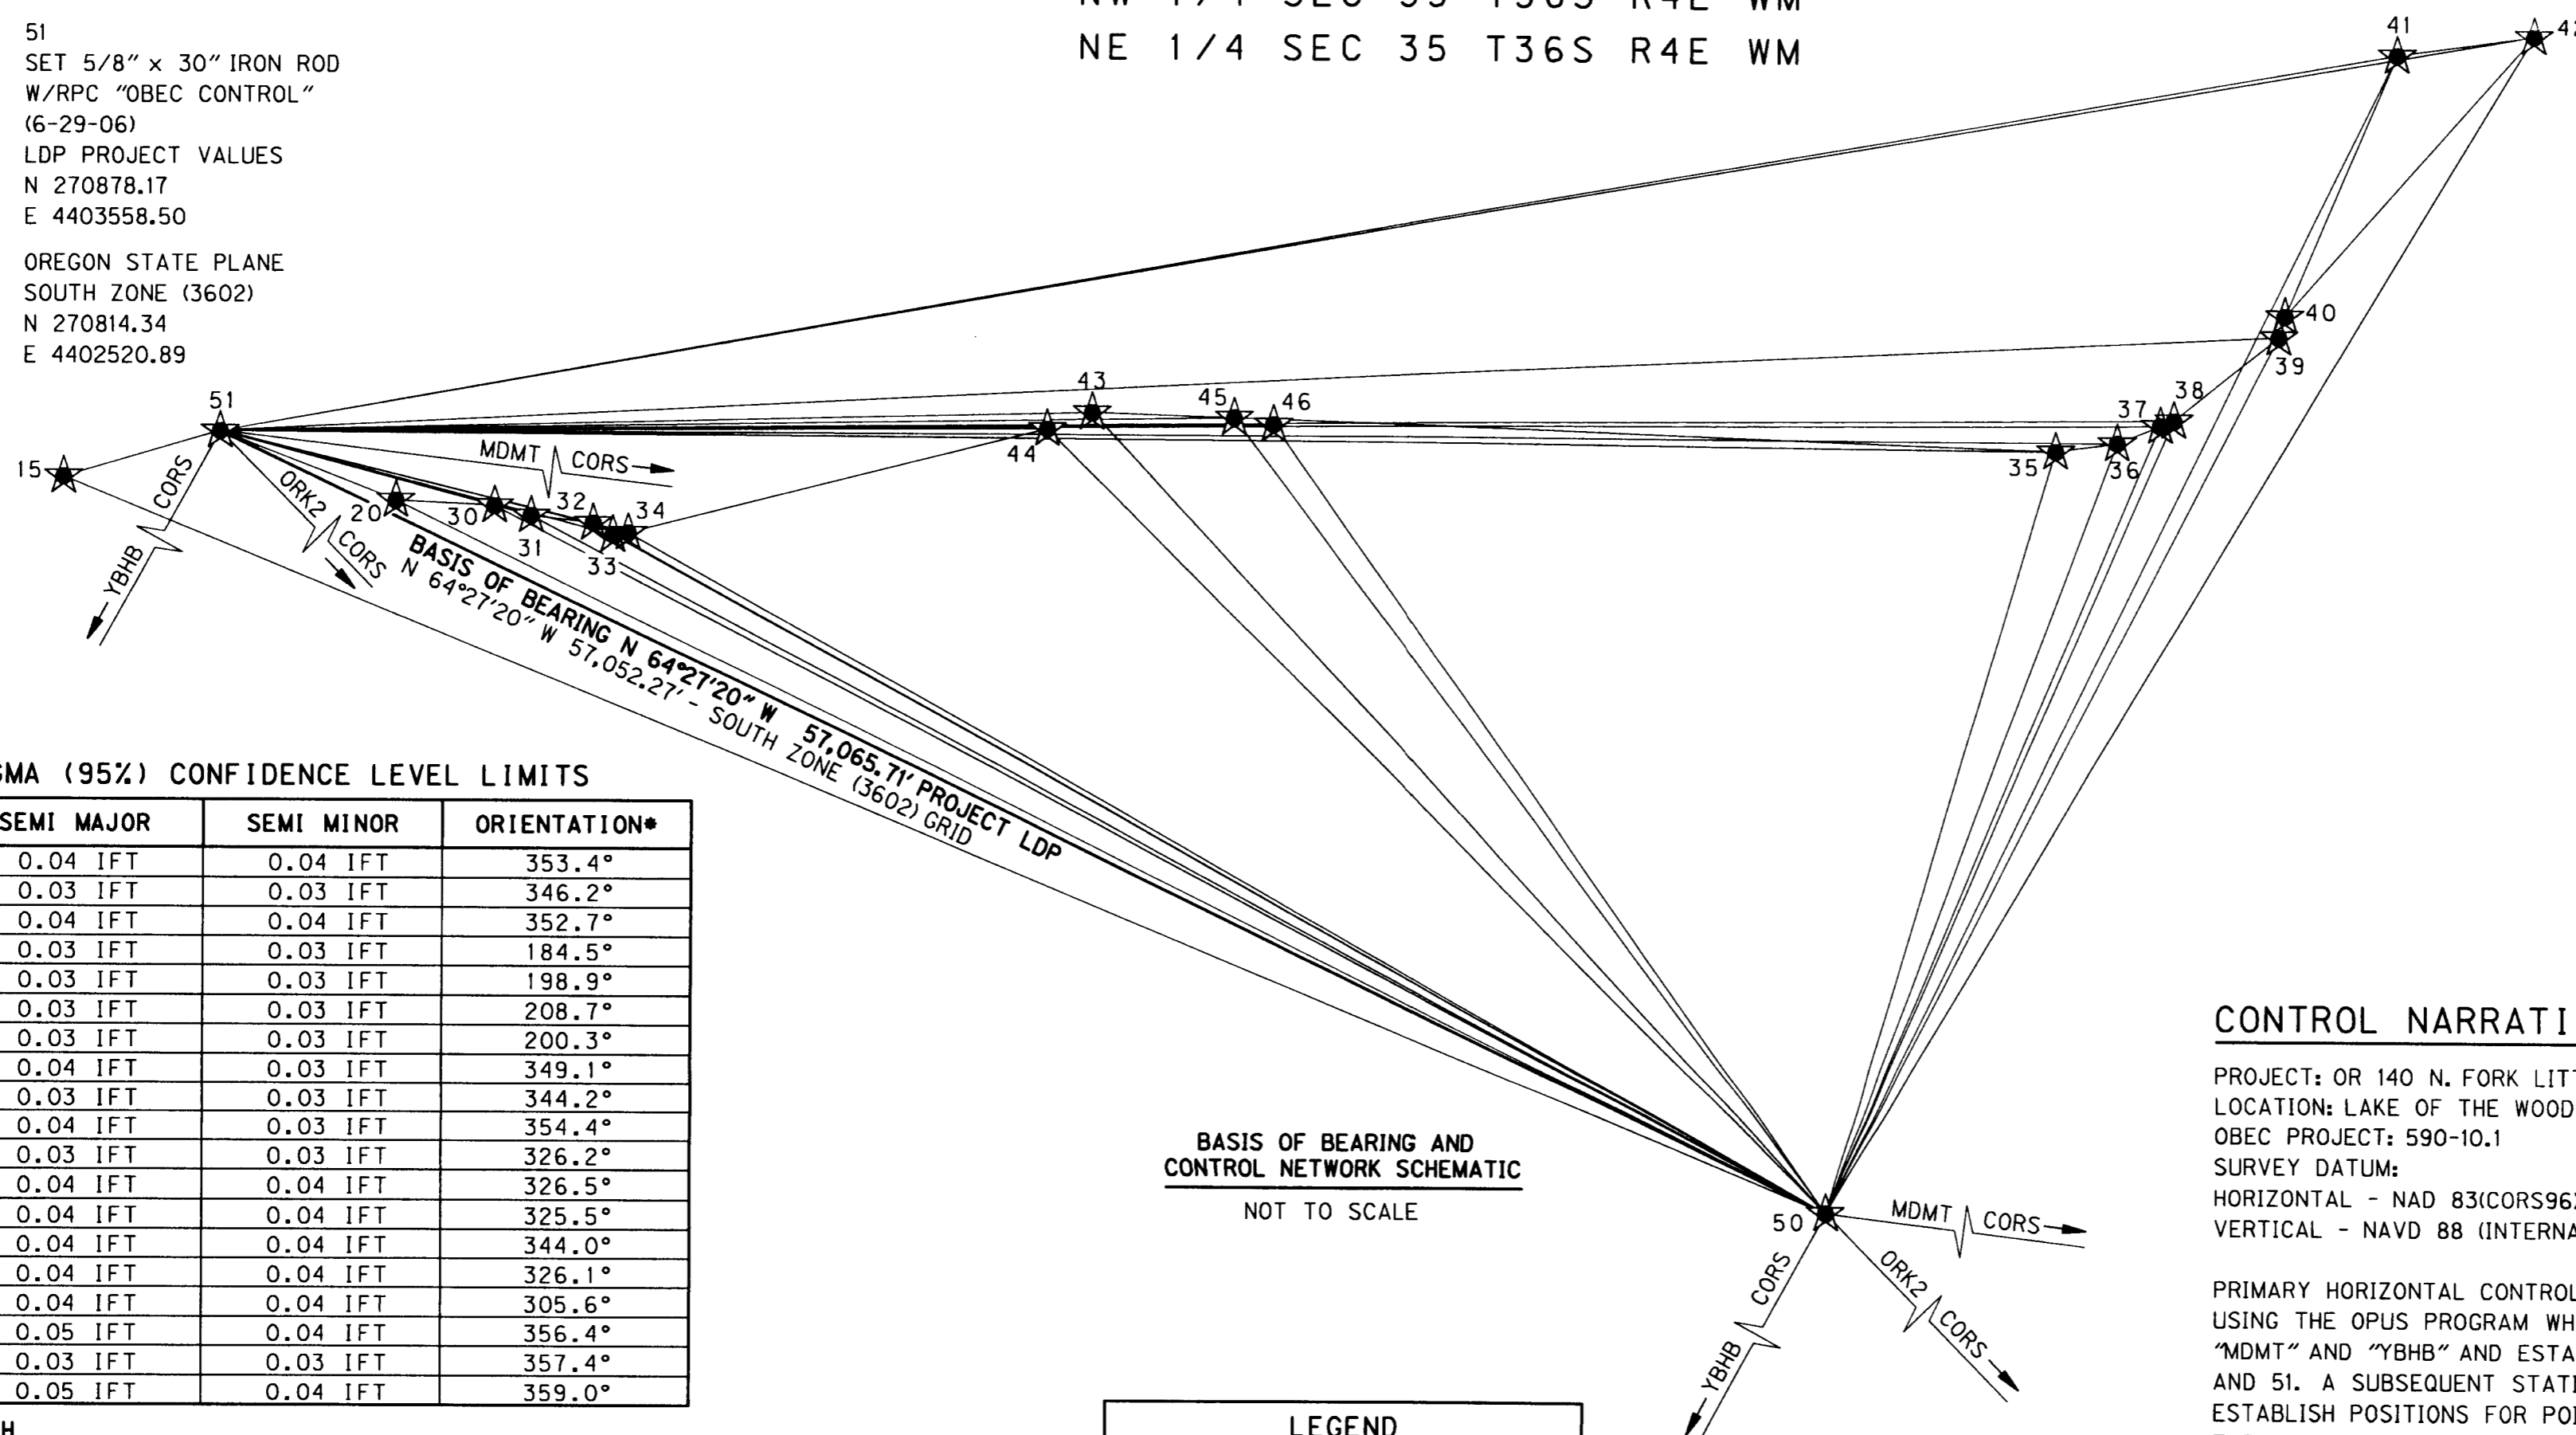 NW 1/4 SEC 35 T36S R4E WM
NE 1/4 SEC 35 T36S R4E WM
51
SET 5/8" x 30" IRON ROD
W/RPC "OBEC CONTROL"
(6-29-06)
LDP PROJECT VALUES
N 270878.17
E 4403558.50
OREGON STATE PLANE
SOUTH ZONE (3602)
N 270814.34
E 4402520.89
41
42
40
39
38
37
36
35
43
45
46
44
51
15
20
30
31
32
33
34
MDMT CORS
ORK2 CORS
YBHB CORS
BASIS OF BEARING N 64°27'20" W 57,065.71' PROJECT LDP
N 64°27'20" W 57,052.27' - SOUTH ZONE (3602) GRID
GMA (95%) CONFIDENCE LEVEL LIMITS
SEMI MAJOR SEMI MINOR ORIENTATION*
0.04 IFT 0.04 IFT 353.4°
0.03 IFT 0.03 IFT 346.2°
0.04 IFT 0.04 IFT 352.7°
0.03 IFT 0.03 IFT 184.5°
0.03 IFT 0.03 IFT 198.9°
0.03 IFT 0.03 IFT 208.7°
0.03 IFT 0.03 IFT 200.3°
0.04 IFT 0.03 IFT 349.1°
0.03 IFT 0.03 IFT 344.2°
0.04 IFT 0.03 IFT 354.4°
0.03 IFT 0.03 IFT 326.2°
0.04 IFT 0.04 IFT 326.5°
0.04 IFT 0.04 IFT 325.5°
0.04 IFT 0.04 IFT 344.0°
0.04 IFT 0.04 IFT 326.1°
0.04 IFT 0.04 IFT 305.6°
0.05 IFT 0.04 IFT 356.4°
0.03 IFT 0.03 IFT 357.4°
0.05 IFT 0.04 IFT 359.0°
H
BASIS OF BEARING AND
CONTROL NETWORK SCHEMATIC
NOT TO SCALE
50
MDMT CORS
ORK2 CORS
YBHB CORS
LEGEND
CONTROL NARRATI
PROJECT: OR 140 N. FORK LIT
LOCATION: LAKE OF THE WOOD
OBEC PROJECT: 590-10.1
SURVEY DATUM:
HORIZONTAL - NAD 83(CORS96
VERTICAL - NAVD 88 (INTERNA
PRIMARY HORIZONTAL CONTROL
USING THE OPUS PROGRAM WH
"MDMT" AND "YBHB" AND ESTA
AND 51. A SUBSEQUENT STATI
ESTABLISH POSITIONS FOR POI